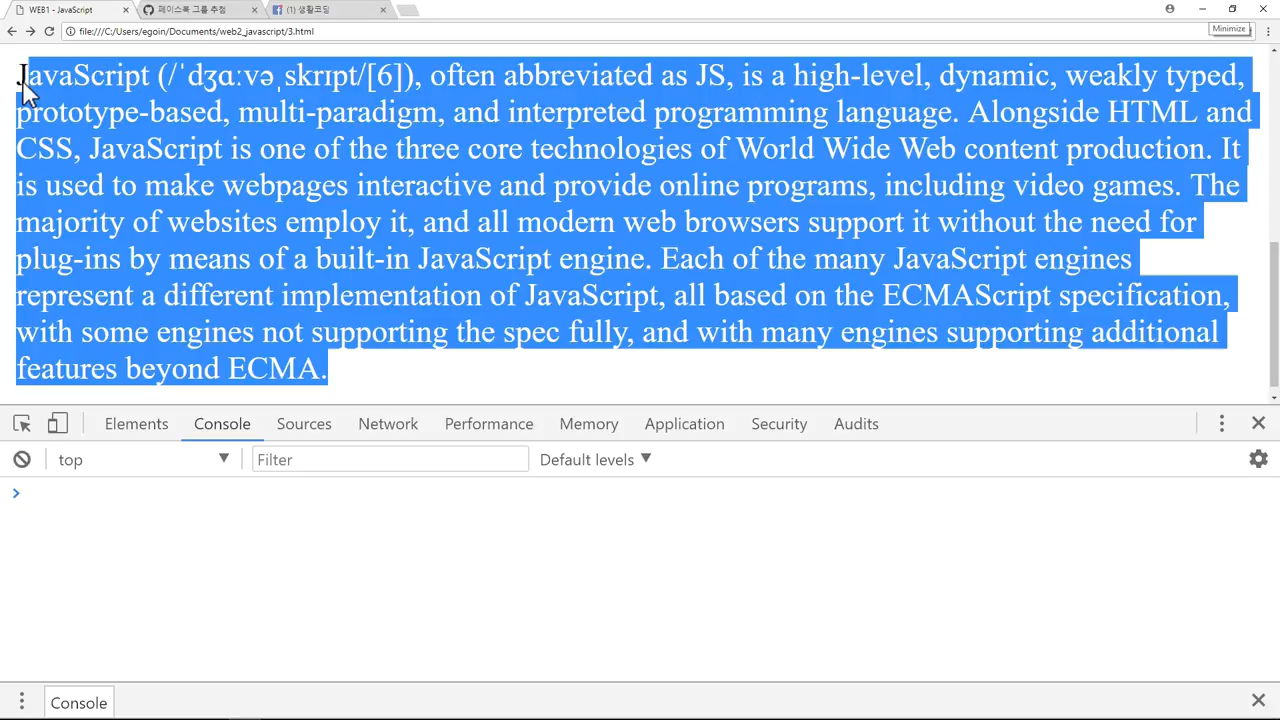 WEB1 - JavaScript
페이스북 그룹 추첨
(1) 생활코딩
file:///C:/Users/egoin/Documents/web2_javascript/3.html
Minimize
JavaScript (/ˈdʒɑːvəˌskrɪpt/[6]), often abbreviated as JS, is a high-level, dynamic, weakly typed,
prototype-based, multi-paradigm, and interpreted programming language. Alongside HTML and
CSS, JavaScript is one of the three core technologies of World Wide Web content production. It
is used to make webpages interactive and provide online programs, including video games. The
majority of websites employ it, and all modern web browsers support it without the need for
plug-ins by means of a built-in JavaScript engine. Each of the many JavaScript engines
represent a different implementation of JavaScript, all based on the ECMAScript specification,
with some engines not supporting the spec fully, and with many engines supporting additional
features beyond ECMA.
Elements Console Sources Network Performance Memory Application Security Audits
top Filter Default levels
Console